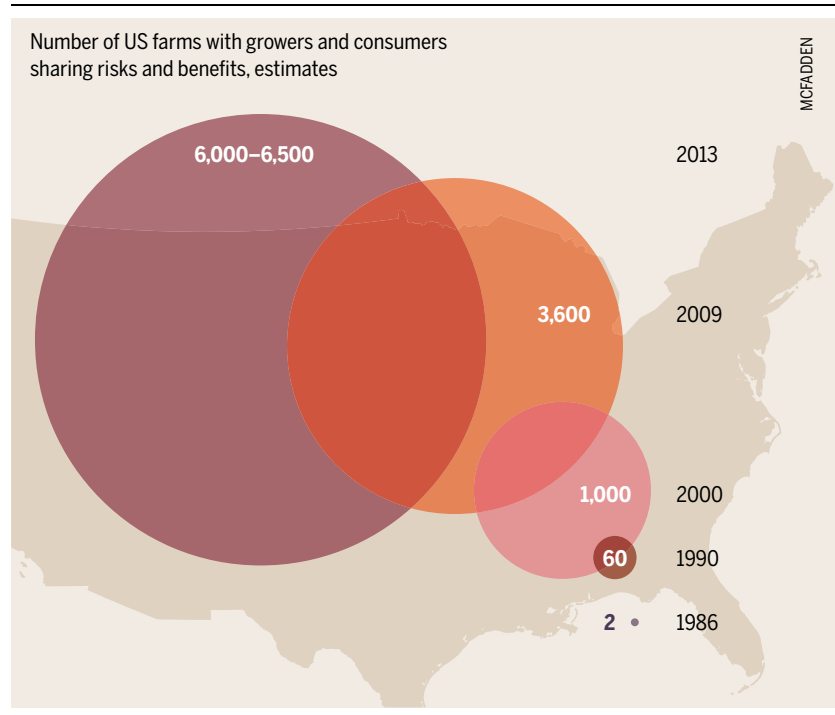 Number of US farms with growers and consumers
sharing risks and benefits, estimates
MCFADDEN
6,000–6,500 2013
3,600 2009
1,000 2000
60 1990
2 1986